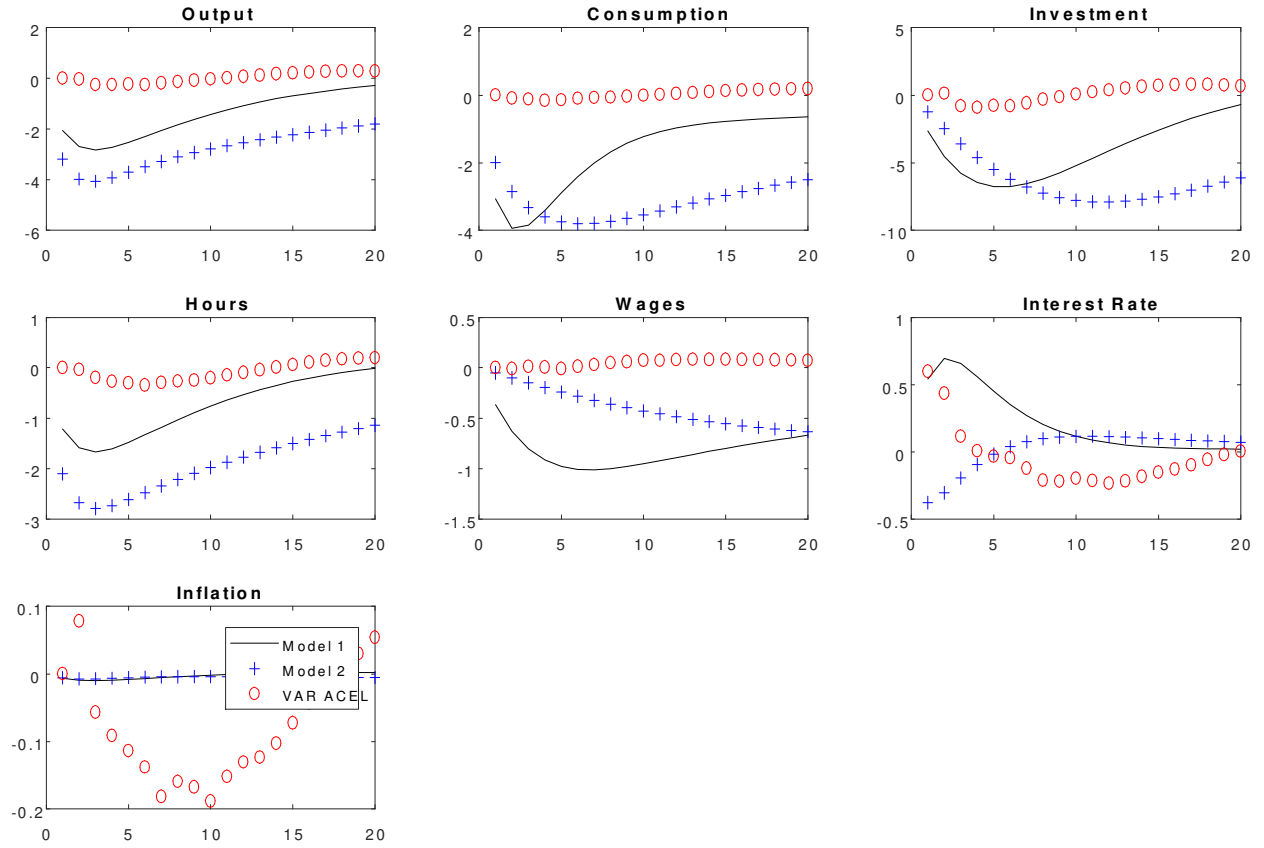 Output
Consumption
Investment
2
0
-2
-4
-6
0 5 10 15 20
2
0
-2
-4
0 5 10 15 20
5
0
-5
-10
0 5 10 15 20
Hours
Wages
Interest Rate
1
0
-1
-2
-3
0 5 10 15 20
0.5
0
-0.5
-1
-1.5
0 5 10 15 20
1
0.5
0
-0.5
0 5 10 15 20
Inflation
0.1
0
-0.1
-0.2
0 5 10 15 20
Model 1
Model 2
VAR ACEL